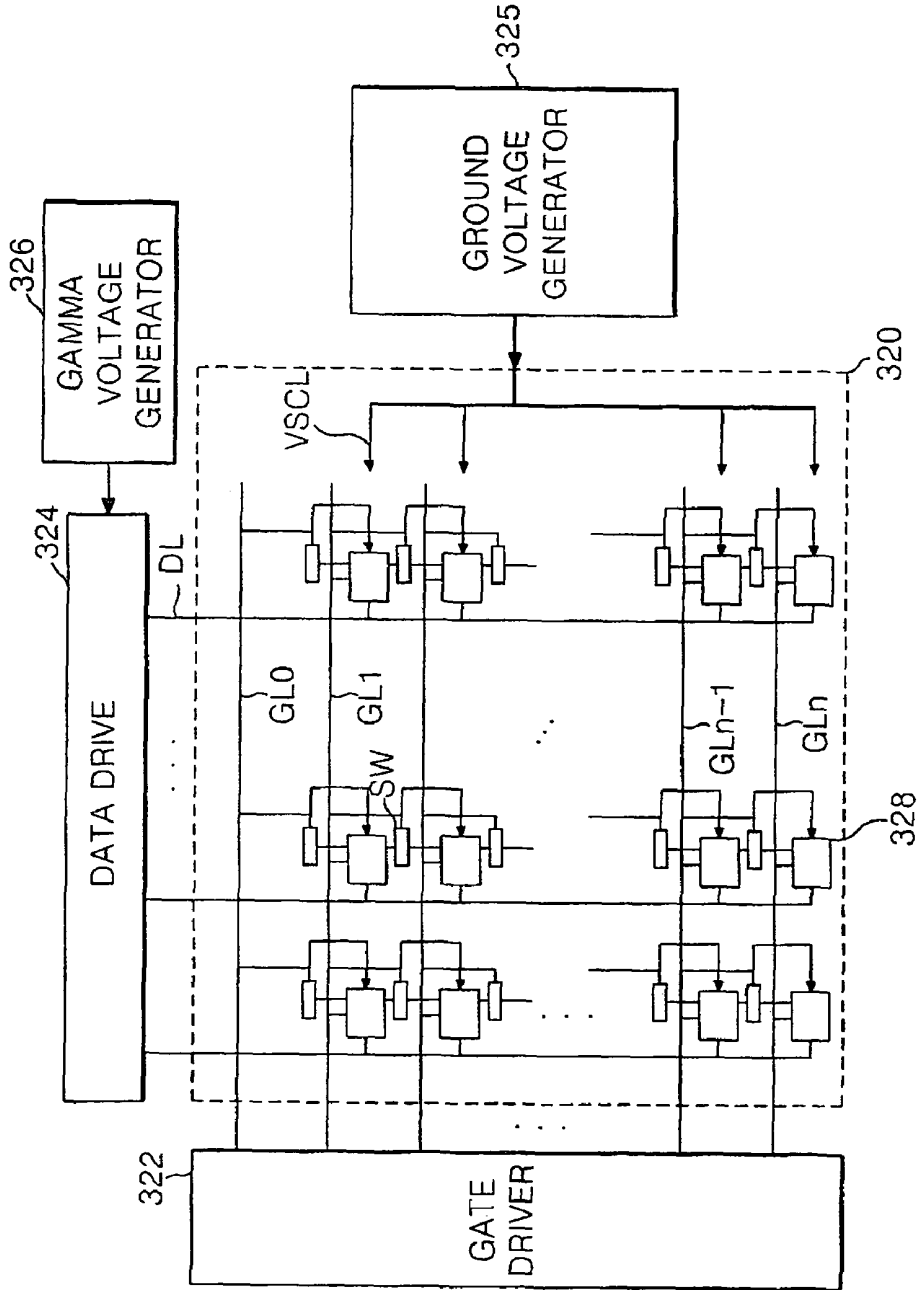 326
GAMMA
VOLTAGE
GENERATOR
324
DATA DRIVE
DL
. . .
325
GROUND
VOLTAGE
GENERATOR
VSCL
320
322
GATE
DRIVER
GL0
GL1
SW
. . .
. . .
. . .
GLn-1
GLn
328